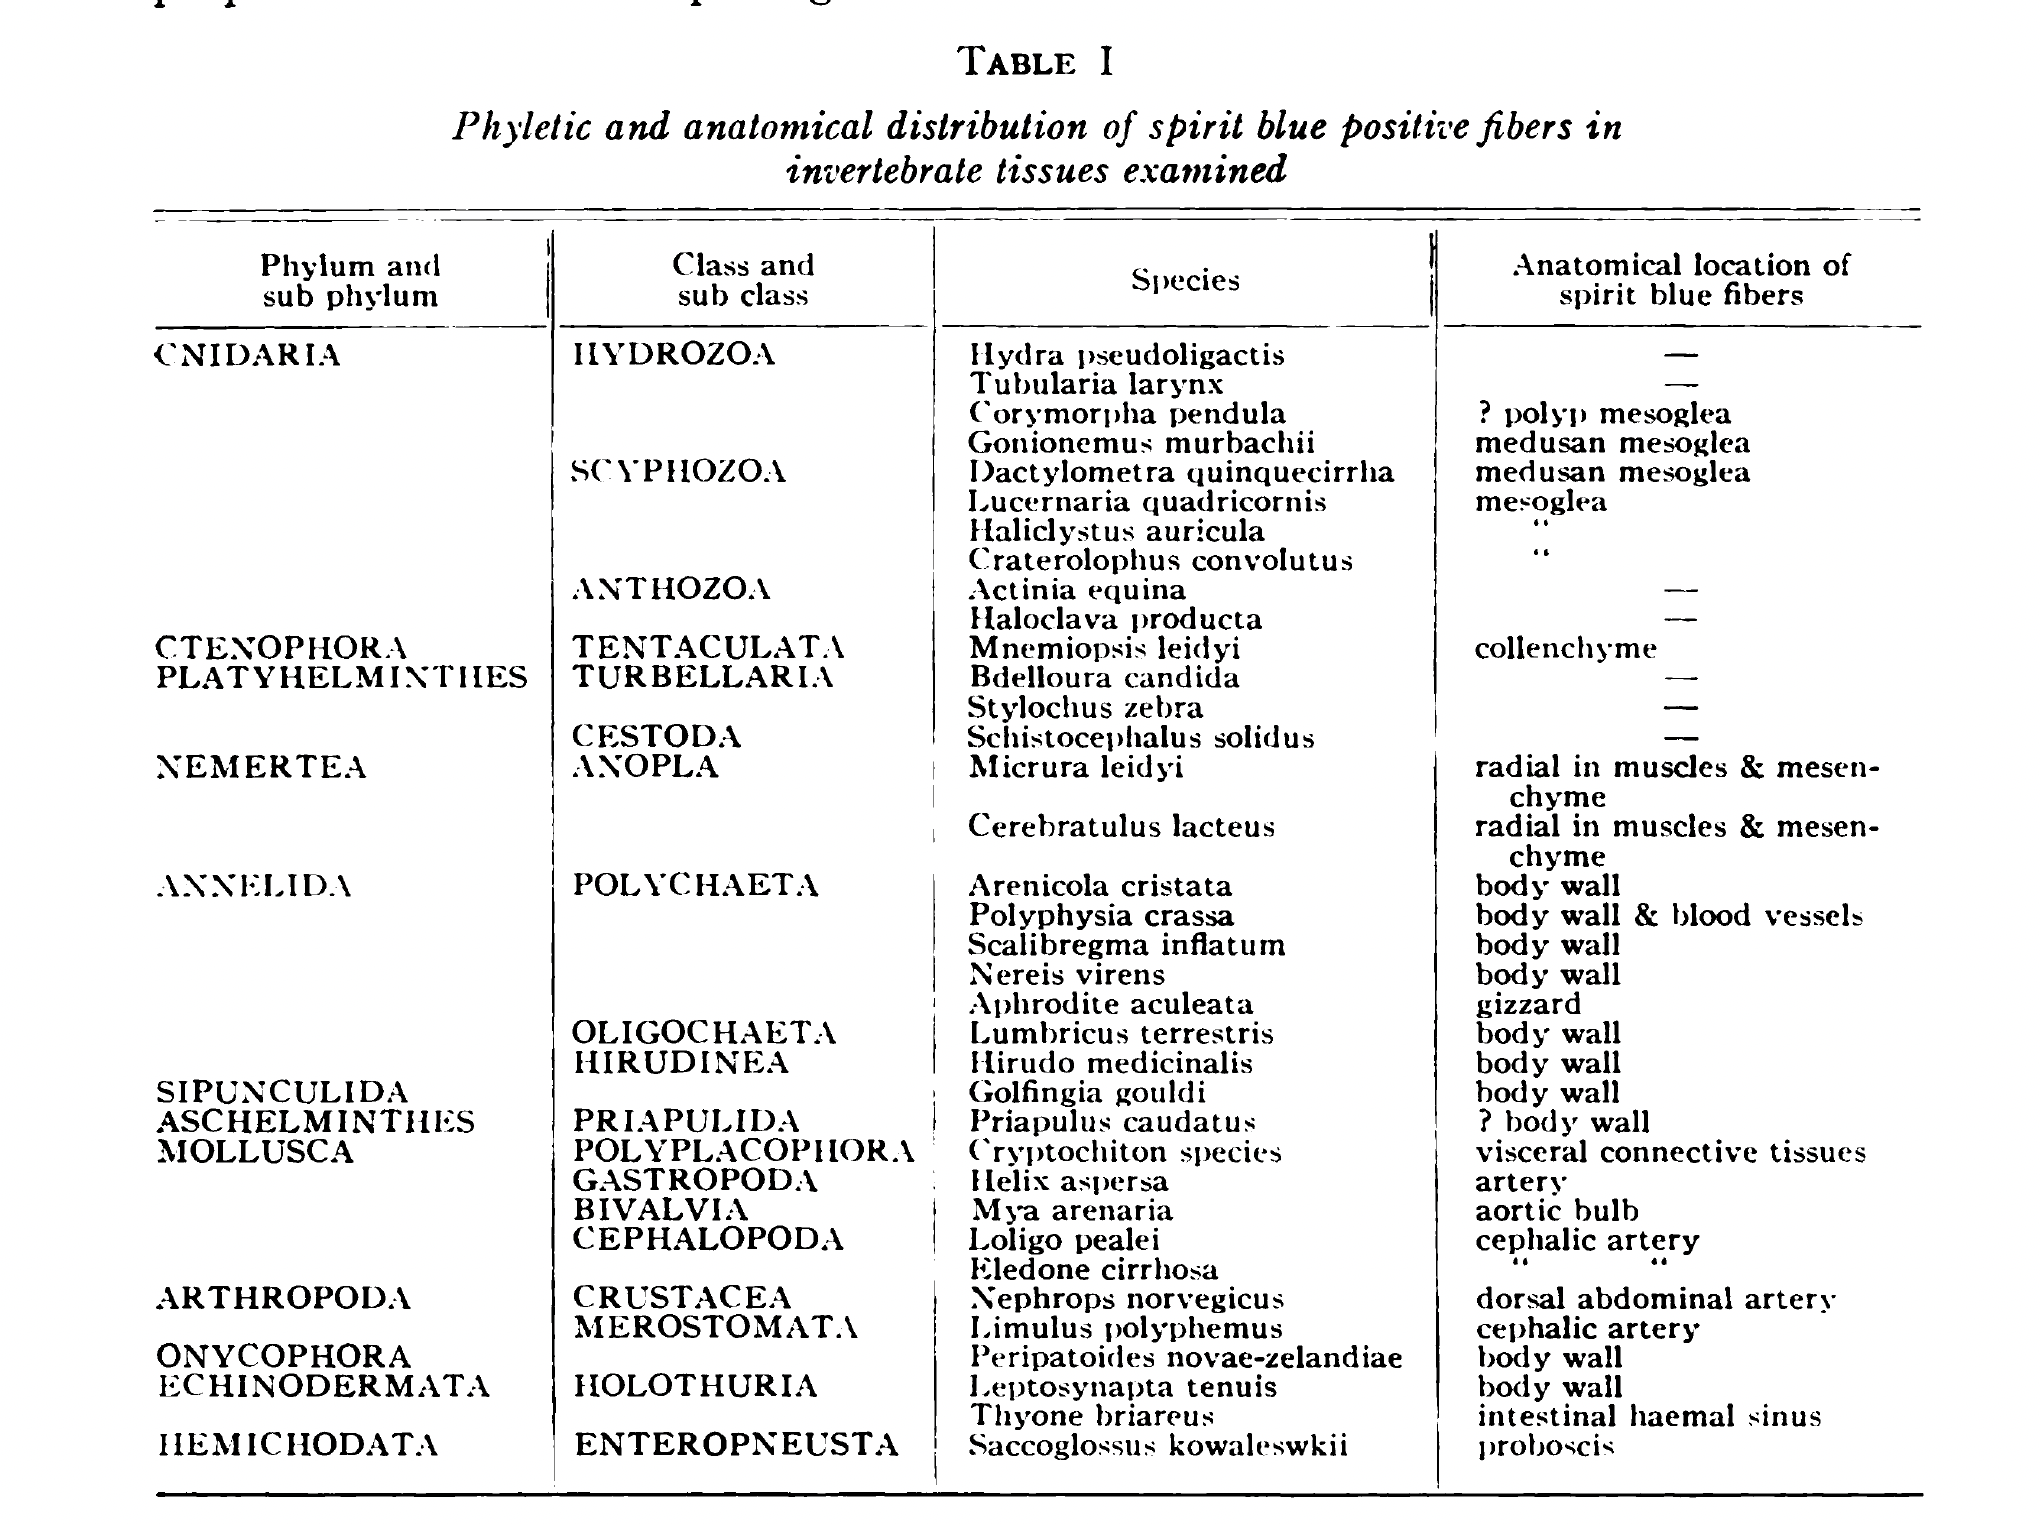 TABLE I
Phyletic and anatomical distribution of spirit blue positive fibers in
invertebrate tissues examined
Phylum and sub phylum Class and sub class Species Anatomical location of spirit blue fibers
CNIDARIA HYDROZOA Hydra pseudoligactis —
Tubularia larynx —
Corymorpha pendula ? polyp mesoglea
Gonionemus murbachii medusan mesoglea
SCYPHOZOA Dactylometra quinquecirrha medusan mesoglea
Lucernaria quadricornis mesoglea
Haliclystus auricula “
Craterolophus convolutus “
ANTHOZOA Actinia equina —
Haloclava producta —
CTENOPHORA TENTACULATA Mnemiopsis leidyi collenchyme
PLATYHELMINTHES TURBELLARIA Bdelloura candida —
Stylochus zebra —
CESTODA Schistocephalus solidus —
NEMERTEA ANOPLA Micrura leidyi radial in muscles & mesen-
chyme
Cerebratulus lacteus radial in muscles & mesen-
chyme
ANNELIDA POLYCHAETA Arenicola cristata body wall
Polyphysia crassa body wall & blood vessels
Scalibregma inflatum body wall
Nereis virens body wall
Aphrodite aculeata gizzard
OLIGOCHAETA Lumbricus terrestris body wall
HIRUDINEA Hirudo medicinalis body wall
SIPUNCULIDA Golfingia gouldi body wall
ASCHELMINTHES PRIAPULIDA Priapulus caudatus ? body wall
MOLLUSCA POLYPLACOPHORA Cryptochiton species visceral connective tissues
GASTROPODA Helix aspersa artery
BIVALVIA Mya arenaria aortic bulb
CEPHALOPODA Loligo pealei cephalic artery
Eledone cirrhosa “ “
ARTHROPODA CRUSTACEA Nephrops norvegicus dorsal abdominal artery
MEROSTOMATA Limulus polyphemus cephalic artery
ONYCOPHORA Peripatoides novae-zelandiae body wall
ECHINODERMATA HOLOTHURIA Leptosynapta tenuis body wall
Thyone briareus intestinal haemal sinus
HEMICHODATA ENTEROPNEUSTA Saccoglossus kowaleswkii proboscis